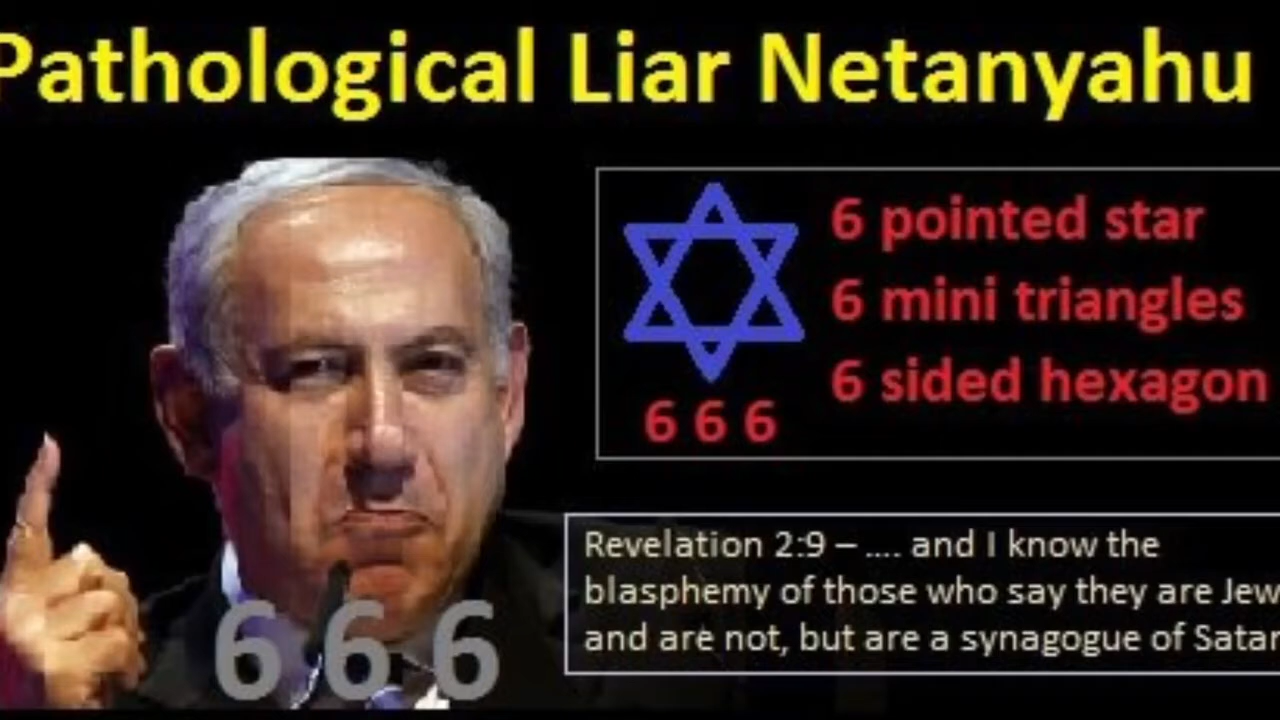 Pathological Liar Netanyahu
6 pointed star
6 mini triangles
6 sided hexagon
6 6 6
Revelation 2:9 – .... and I know the
blasphemy of those who say they are Jew
and are not, but are a synagogue of Satan
6 6 6